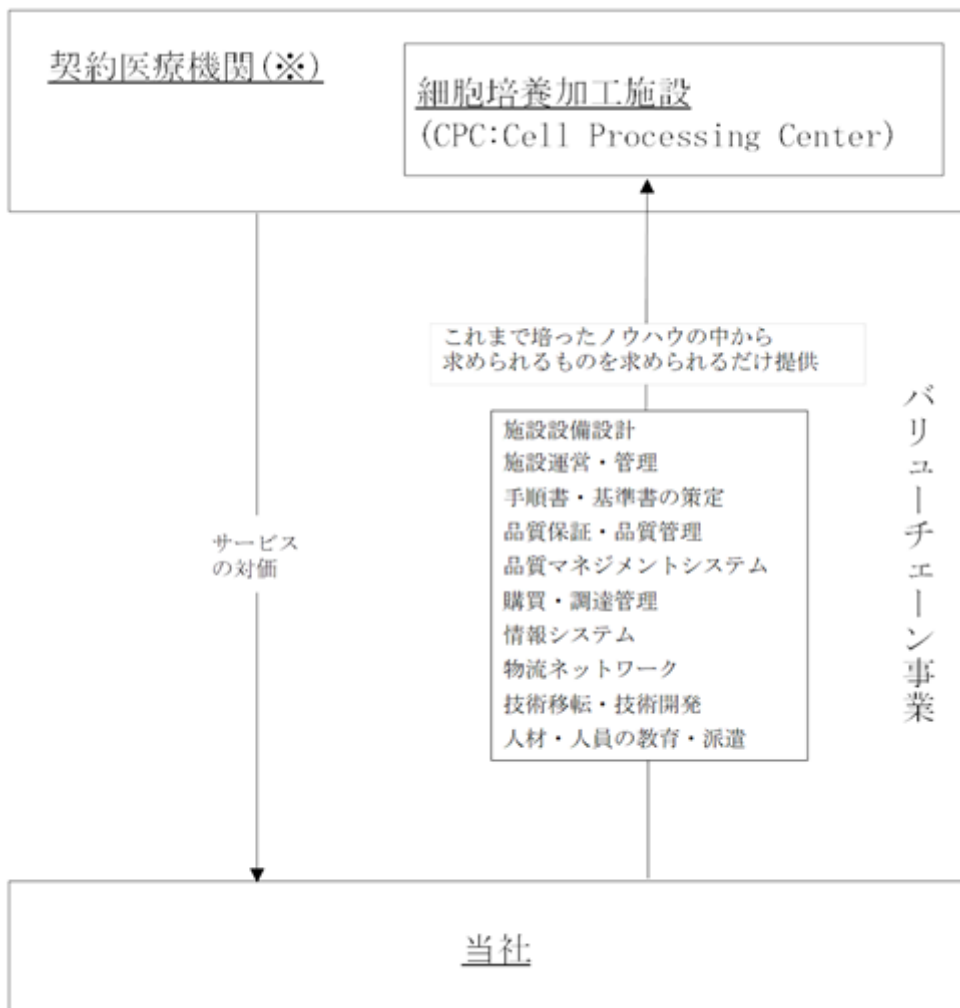 契約医療機関(※)
細胞培養加工施設
(CPC:Cell Processing Center)
これまで培ったノウハウの中から
求められるものを求められるだけ提供
施設設備設計
施設運営・管理
手順書・基準書の策定
品質保証・品質管理
品質マネジメントシステム
購買・調達管理
情報システム
物流ネットワーク
技術移転・技術開発
人材・人員の教育・派遣
サービス
の対価
バリューチェーン事業
当社